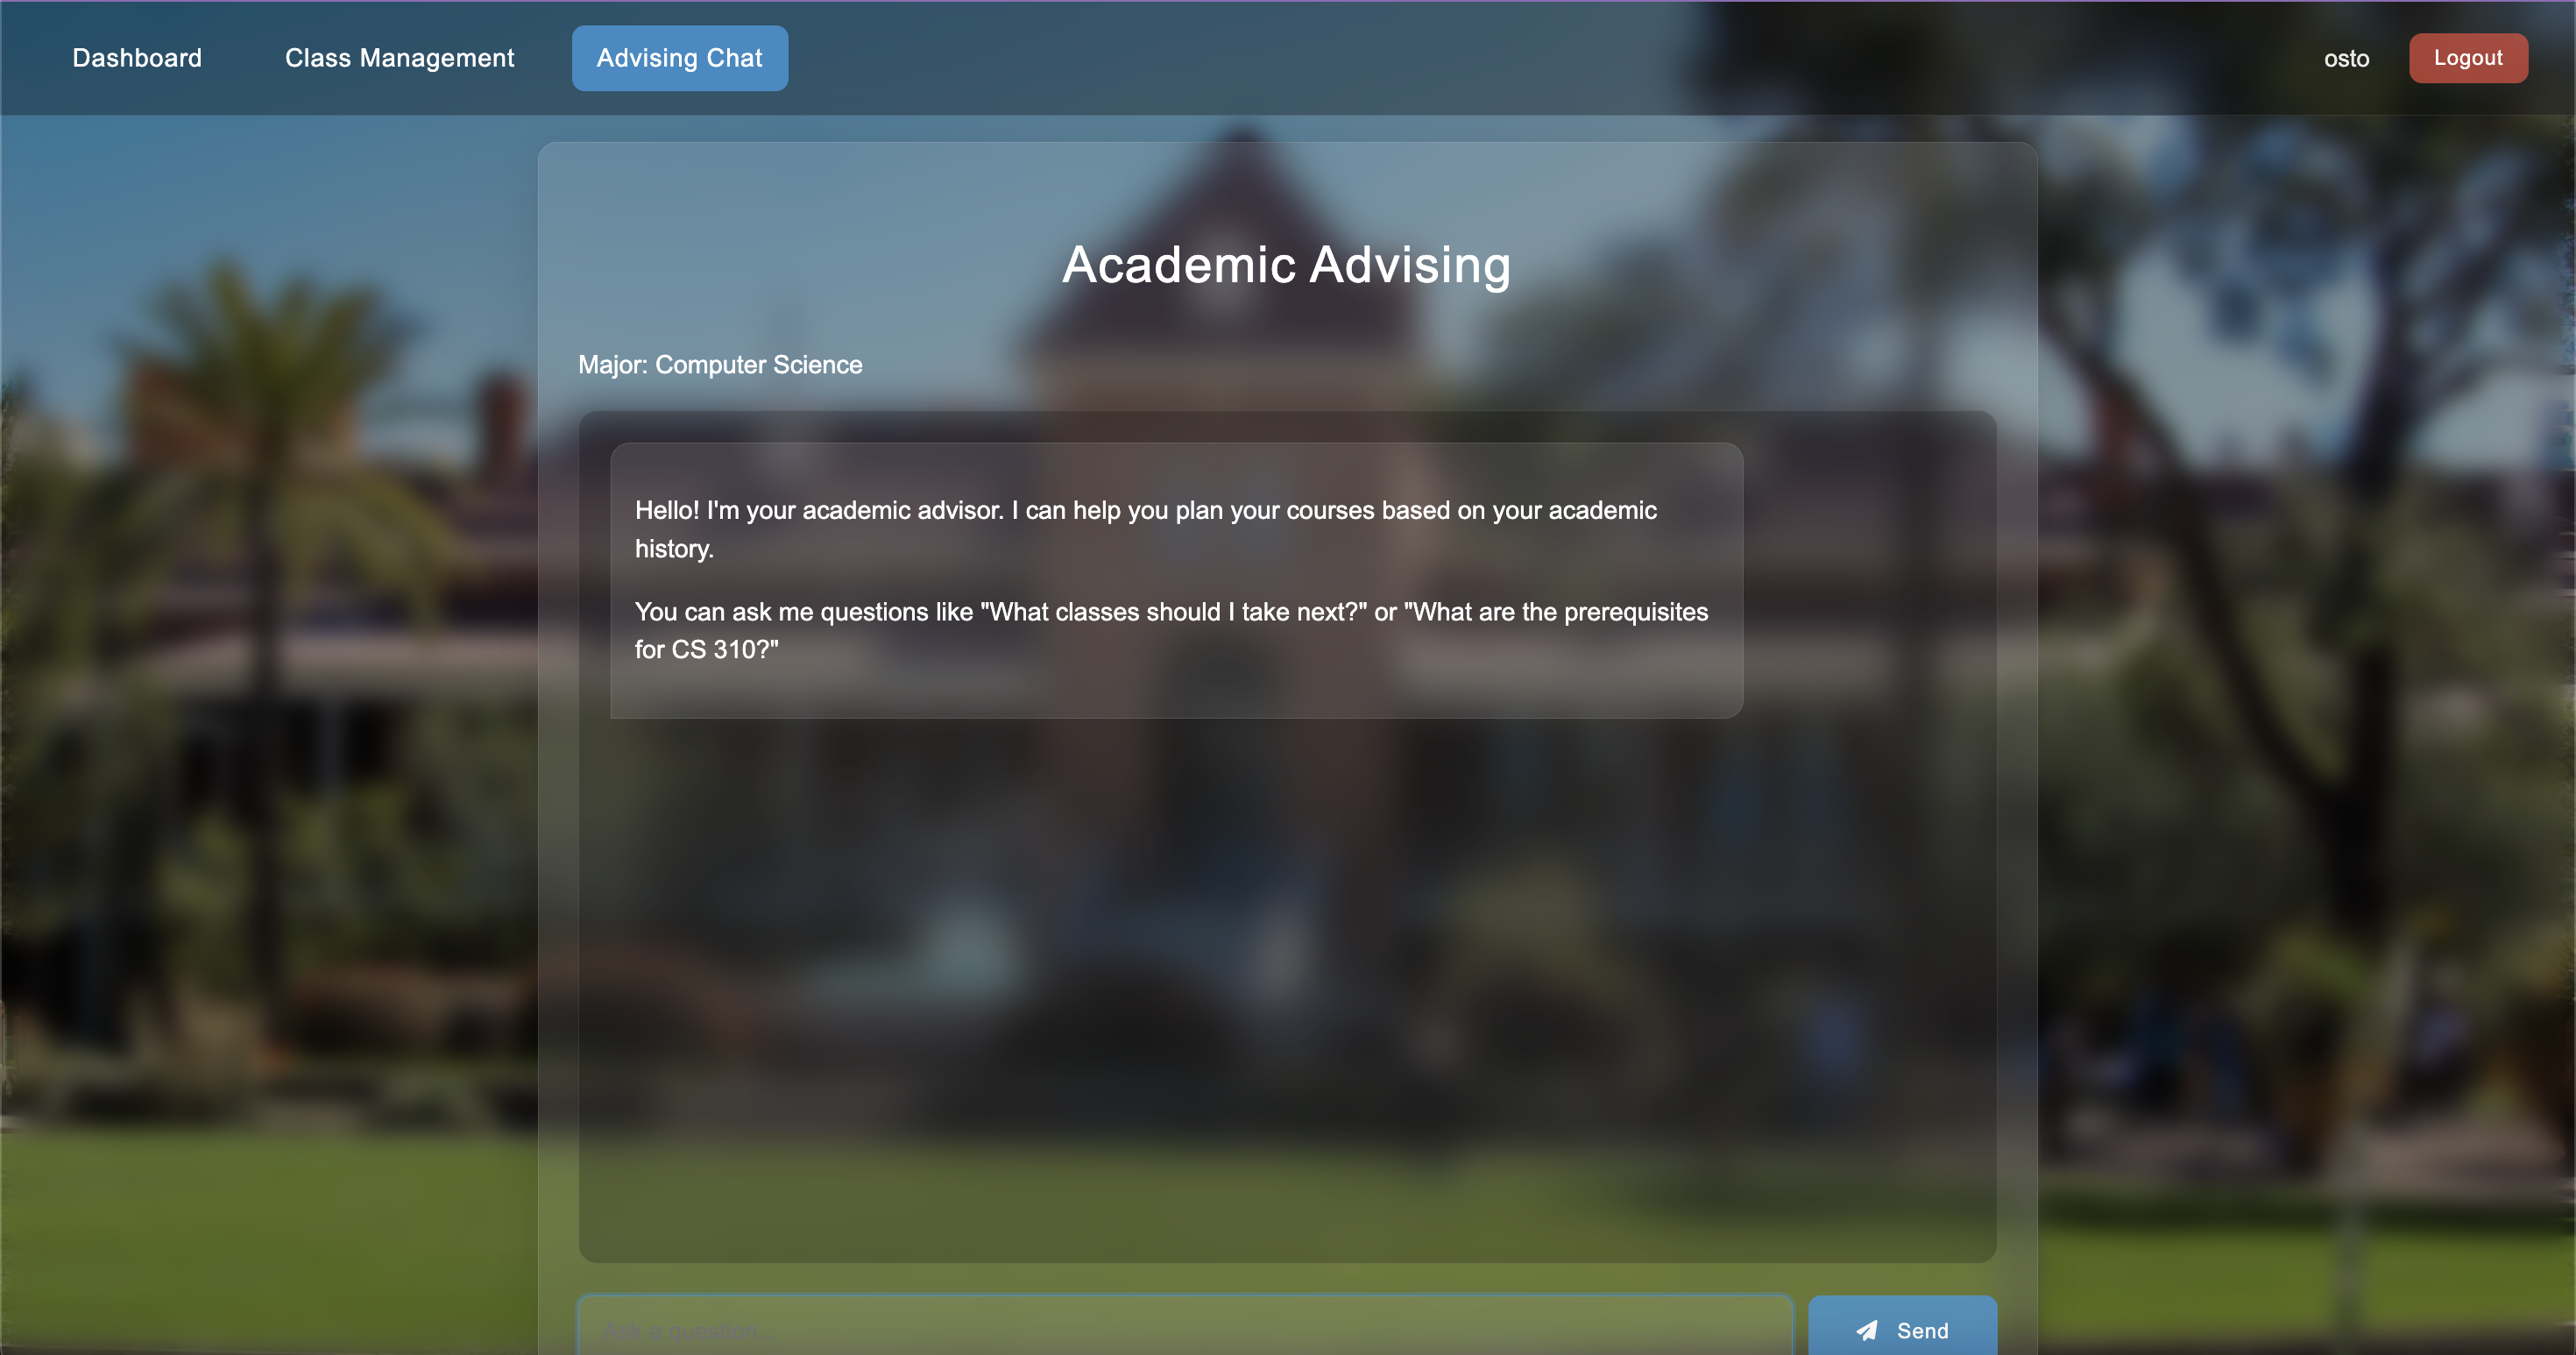 Dashboard
Class Management
Advising Chat
osto
Logout
Academic Advising
Major: Computer Science
Hello! I'm your academic advisor. I can help you plan your courses based on your academic
history.
You can ask me questions like "What classes should I take next?" or "What are the prerequisites
for CS 310?"
Ask a question...
Send